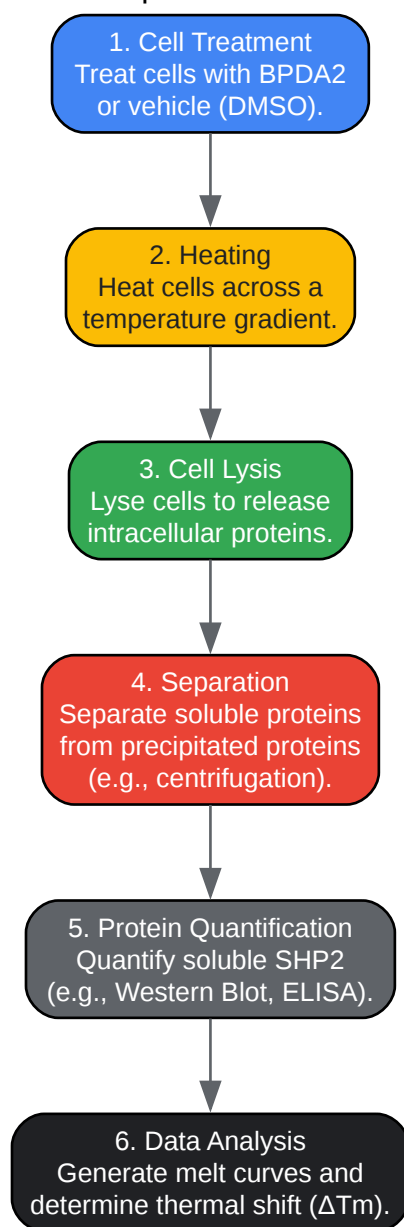 1. Cell Treatment
Treat cells with BPDA2
or vehicle (DMSO).
2. Heating
Heat cells across a
temperature gradient.
3. Cell Lysis
Lyse cells to release
intracellular proteins.
4. Separation
Separate soluble proteins
from precipitated proteins
(e.g., centrifugation).
5. Protein Quantification
Quantify soluble SHP2
(e.g., Western Blot, ELISA).
6. Data Analysis
Generate melt curves and
determine thermal shift (ΔTm).